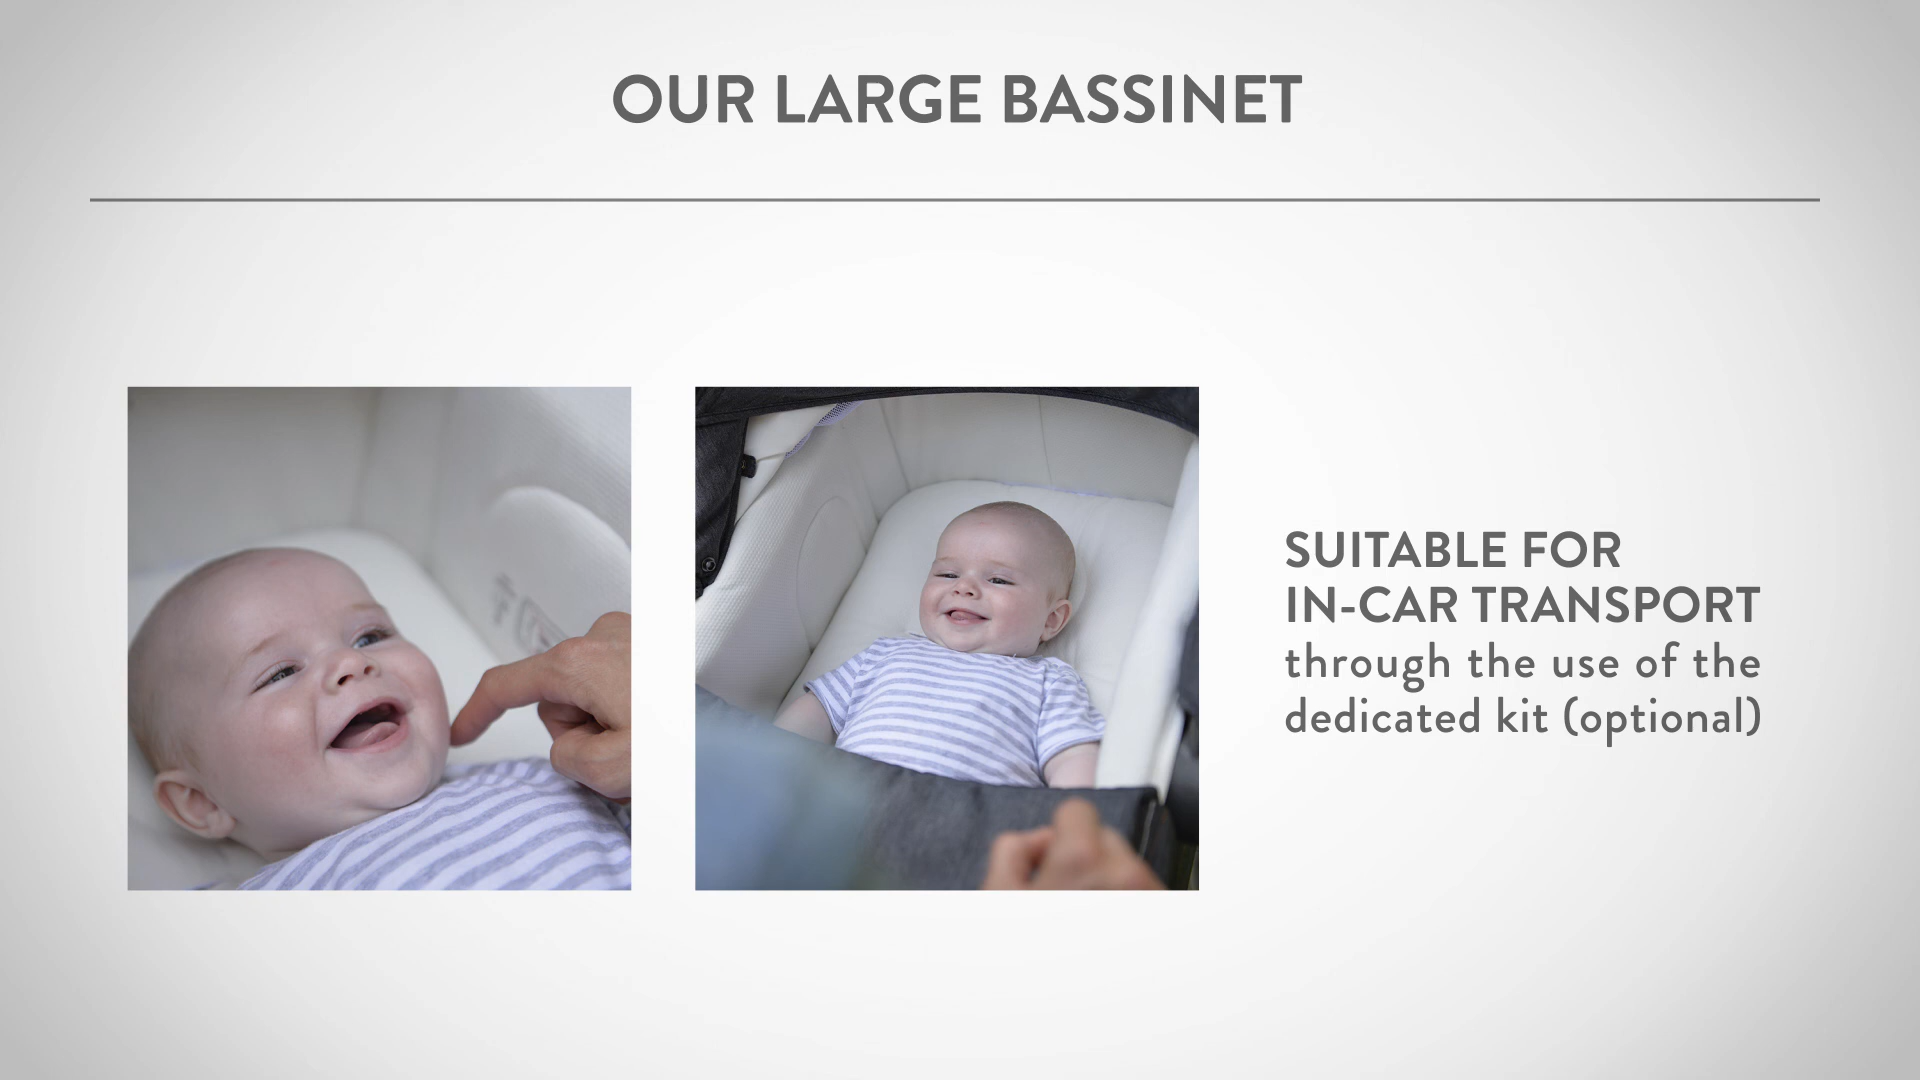 OUR LARGE BASSINET
SUITABLE FOR
IN-CAR TRANSPORT
through the use of the
dedicated kit (optional)